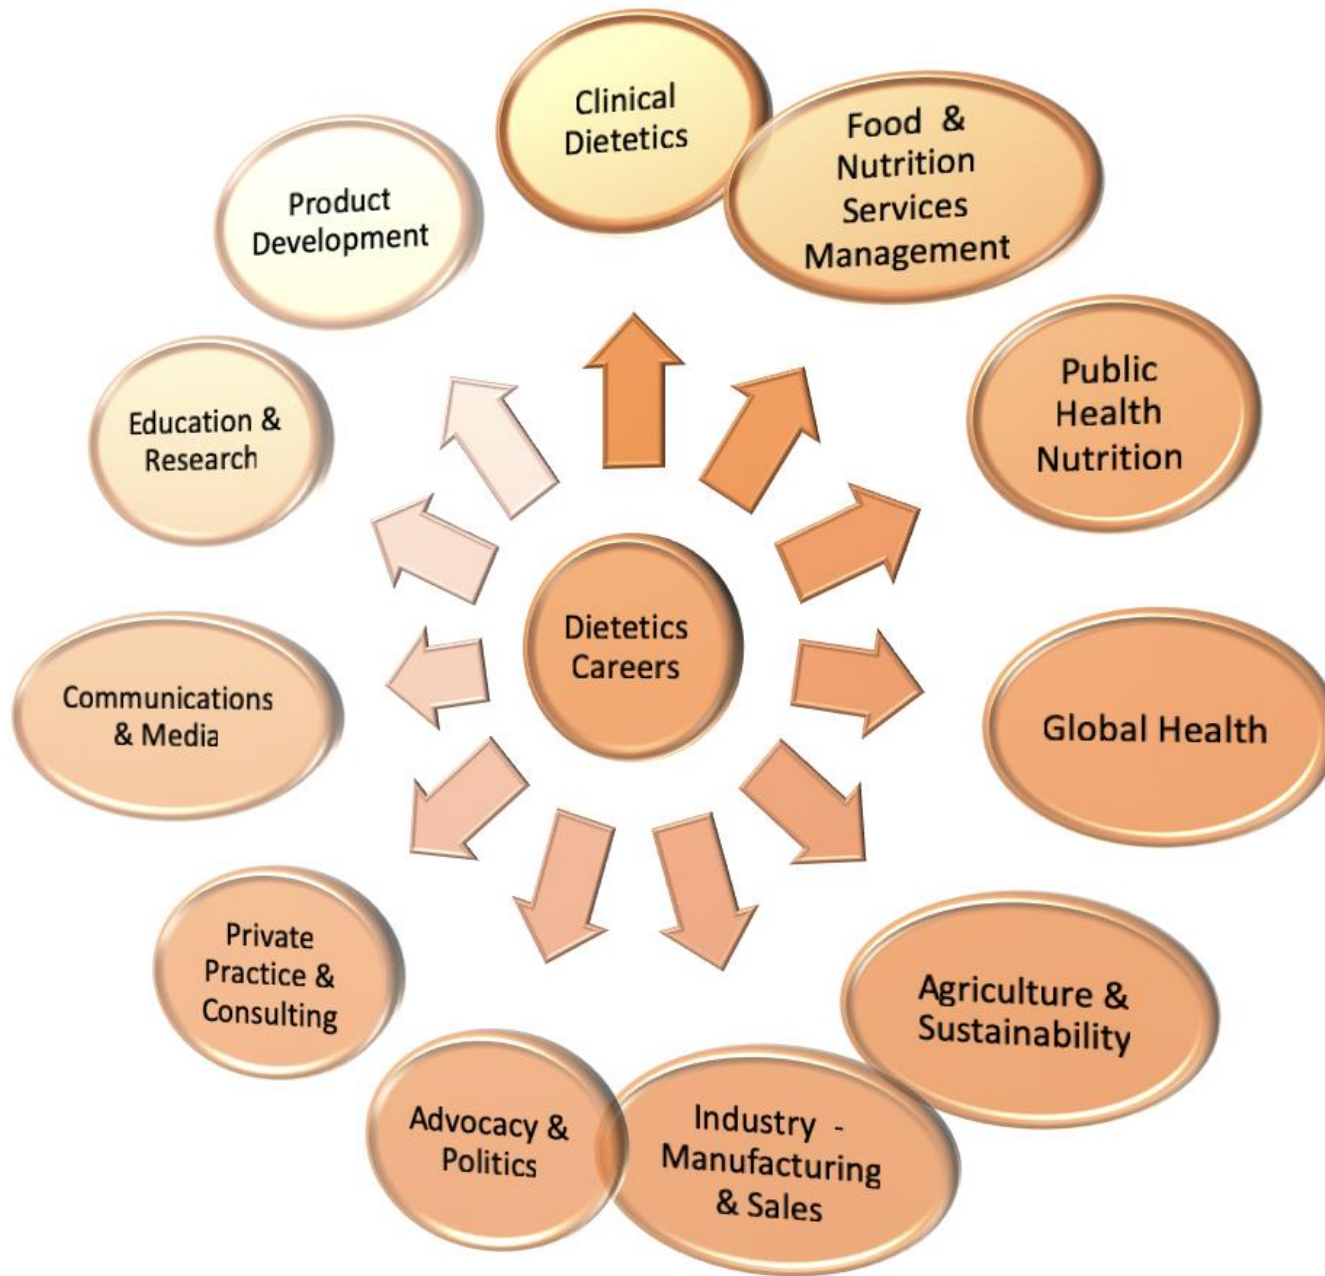 Clinical
Dietetics
Food & 
Nutrition
Services
Management
Public
Health
Nutrition
Global Health
Agriculture &
Sustainability
Industry -
Manufacturing
& Sales
Advocacy &
Politics
Private
Practice &
Consulting
Communications
& Media
Education &
Research
Product
Development
Dietetics
Careers